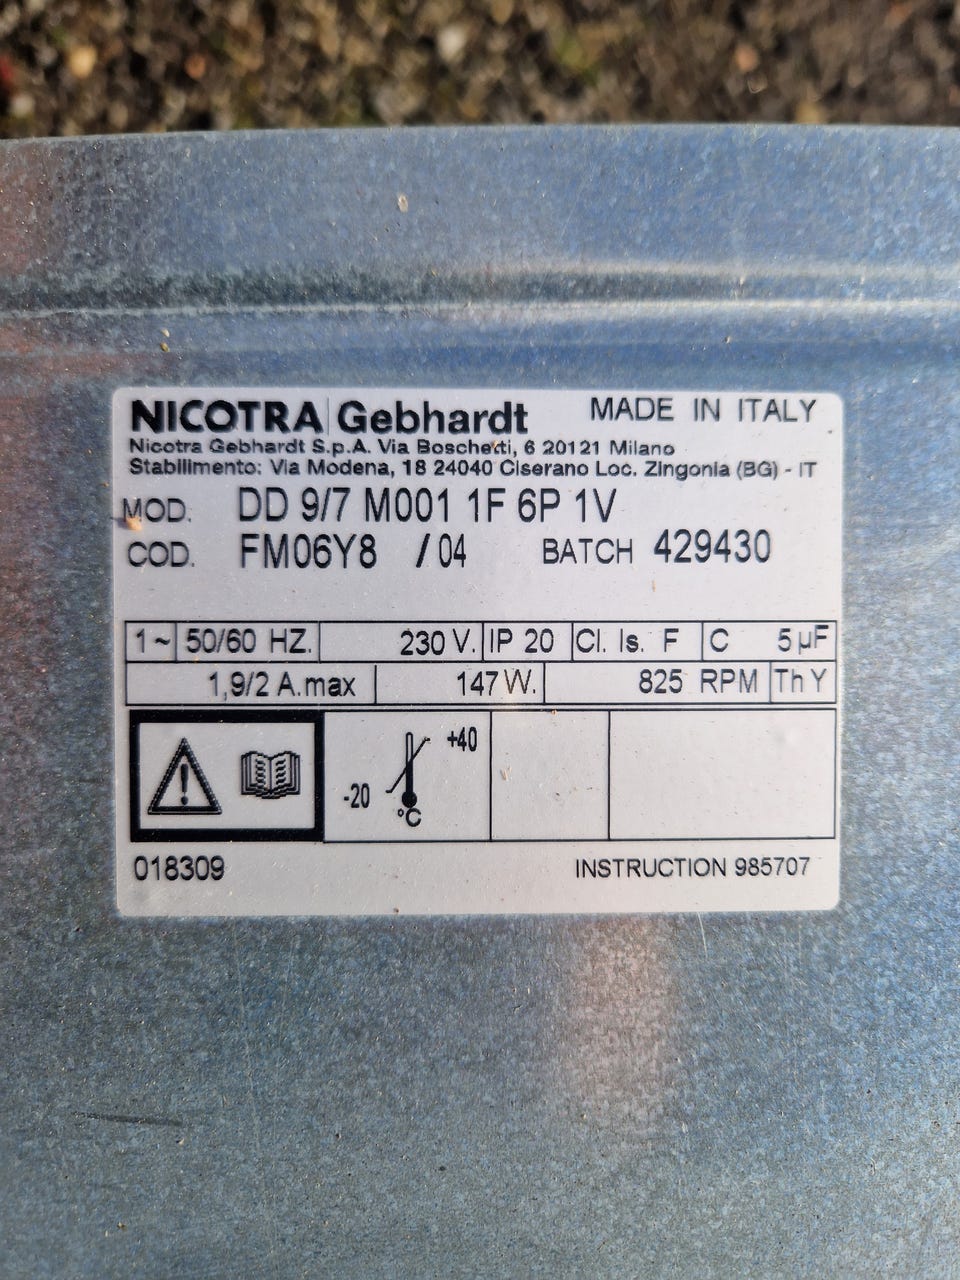 NICOTRA Gebhardt MADE IN ITALY
Nicotra Gebhardt S.p.A. Via Boschetti, 6 20121 Milano
Stabilimento: Via Modena, 18 24040 Ciserano Loc. Zingonia (BG) - IT
MOD. DD 9/7 M001 1F 6P 1V
COD. FM06Y8 / 04 BATCH 429430
1 ~ 50/60 HZ. 230 V. IP 20 Cl. Is. F C 5 µF
1,9/2 A.max 147 W. 825 RPM Th Y
+40
-20
°C
018309 INSTRUCTION 985707